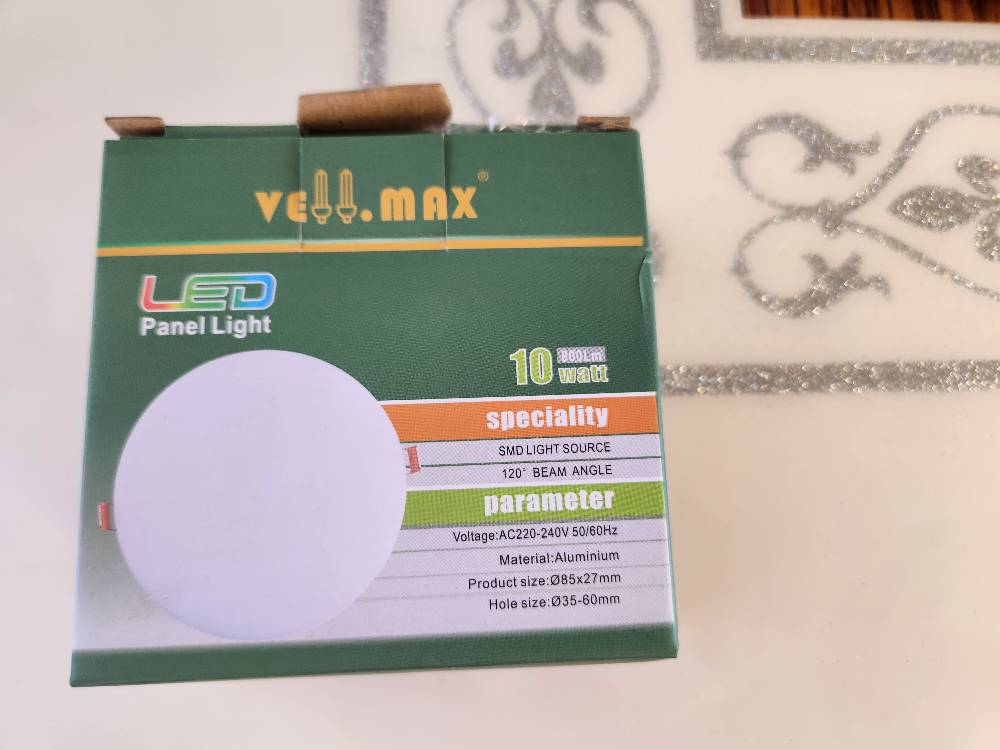 Vell.max®
LED
Panel Light
10 800Lm
watt
speciality
SMD LIGHT SOURCE
120° BEAM ANGLE
parameter
Voltage:AC220-240V 50/60Hz
Material:Aluminium
Product size:Ø85x27mm
Hole size:Ø35-60mm